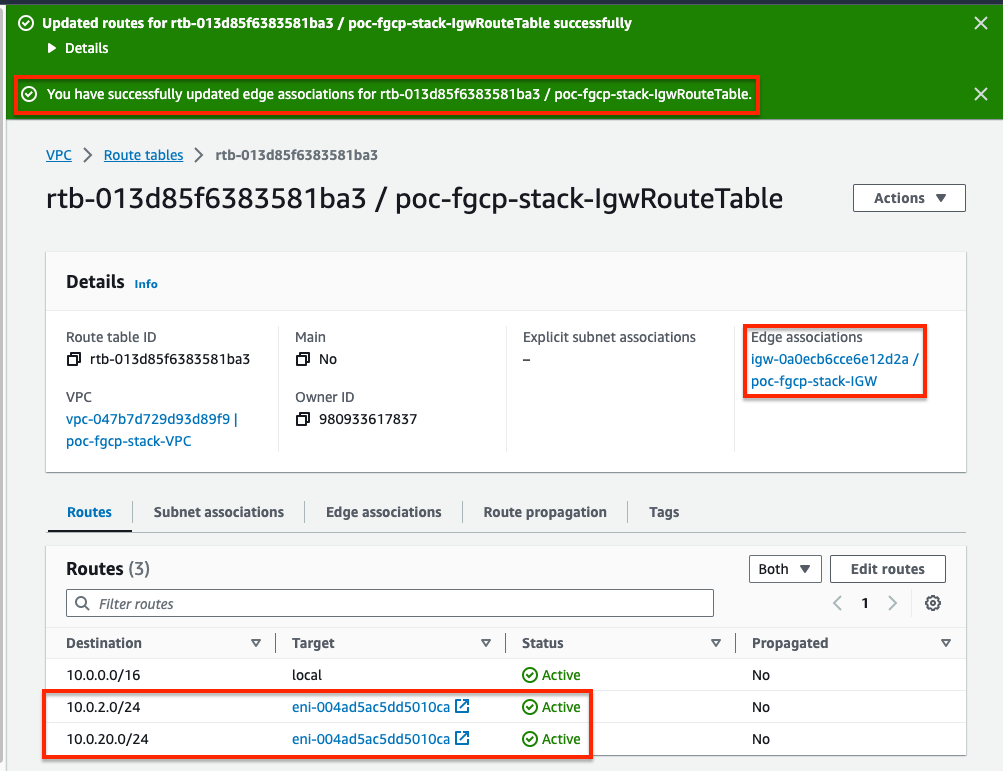 Updated routes for rtb-013d85f6383581ba3 / poc-fgcp-stack-IgwRouteTable successfully
Details
You have successfully updated edge associations for rtb-013d85f6383581ba3 / poc-fgcp-stack-IgwRouteTable.
VPC > Route tables > rtb-013d85f6383581ba3
rtb-013d85f6383581ba3 / poc-fgcp-stack-IgwRouteTable
Actions
Details Info
Route table ID
rtb-013d85f6383581ba3
Main
No
Explicit subnet associations
–
Edge associations
igw-0a0ecb6cce6e12d2a /
poc-fgcp-stack-IGW
VPC
vpc-047b7d729d93d89f9 |
poc-fgcp-stack-VPC
Owner ID
980933617837
Routes Subnet associations Edge associations Route propagation Tags
Routes (3)
Both
Edit routes
Filter routes
1
Destination Target Status Propagated
10.0.0.0/16 local Active No
10.0.2.0/24 eni-004ad5ac5dd5010ca Active No
10.0.20.0/24 eni-004ad5ac5dd5010ca Active No